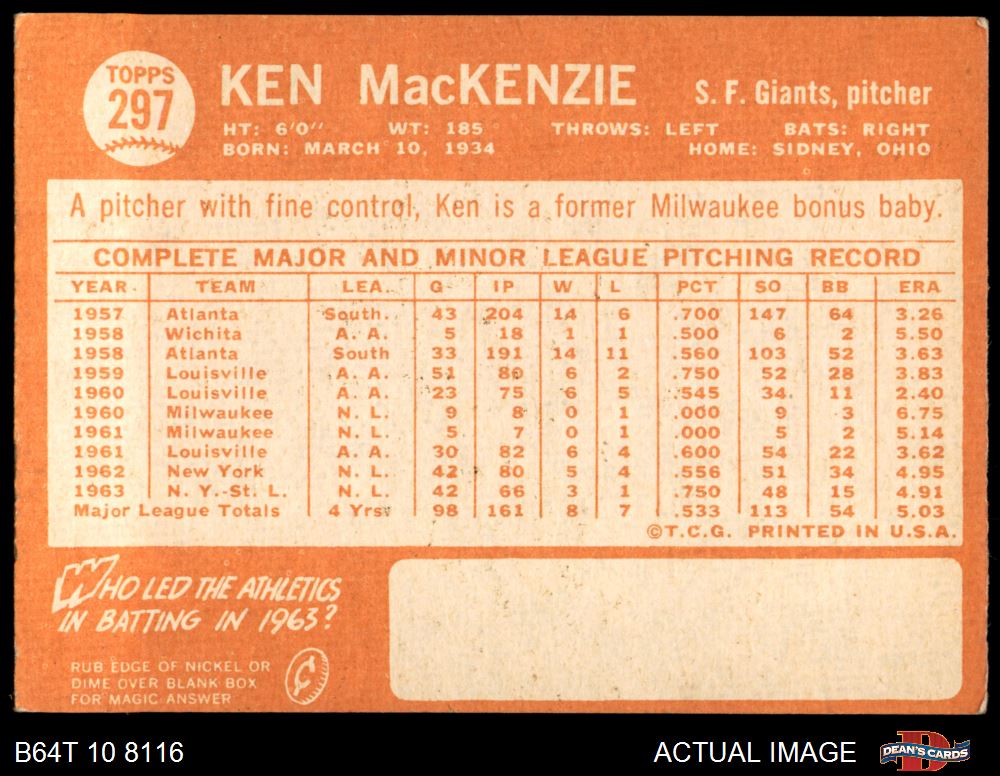 TOPPS
297
KEN MacKENZIE
S. F. Giants, pitcher
HT: 6'0" WT: 185 THROWS: LEFT BATS: RIGHT
BORN: MARCH 10, 1934 HOME: SIDNEY, OHIO
A pitcher with fine control, Ken is a former Milwaukee bonus baby.
COMPLETE MAJOR AND MINOR LEAGUE PITCHING RECORD
YEAR TEAM LEA. G IP W L PCT SO BB ERA
1957 Atlanta South. 43 204 14 6 .700 147 64 3.26
1958 Wichita A. A. 5 18 1 1 .500 6 2 5.50
1958 Atlanta South 33 191 14 11 .560 103 52 3.63
1959 Louisville A. A. 51 80 6 2 .750 52 28 3.83
1960 Louisville A. A. 23 75 6 5 .545 34 11 2.40
1960 Milwaukee N. L. 9 8 0 1 .000 9 3 6.75
1961 Milwaukee N. L. 5 7 0 1 .000 5 2 5.14
1961 Louisville A. A. 30 82 6 4 .600 54 22 3.62
1962 New York N. L. 42 80 5 4 .556 51 34 4.95
1963 N. Y.-St. L. N. L. 42 66 3 1 .750 48 15 4.91
Major League Totals 4 Yrs 98 161 8 7 .533 113 54 5.03
©T.C.G. PRINTED IN U.S.A.
WHO LED THE ATHLETICS
IN BATTING IN 1963?
RUB EDGE OF NICKEL OR
DIME OVER BLANK BOX
FOR MAGIC ANSWER
¢
B64T 10 8116
ACTUAL IMAGE
D
DEAN'S CARDS